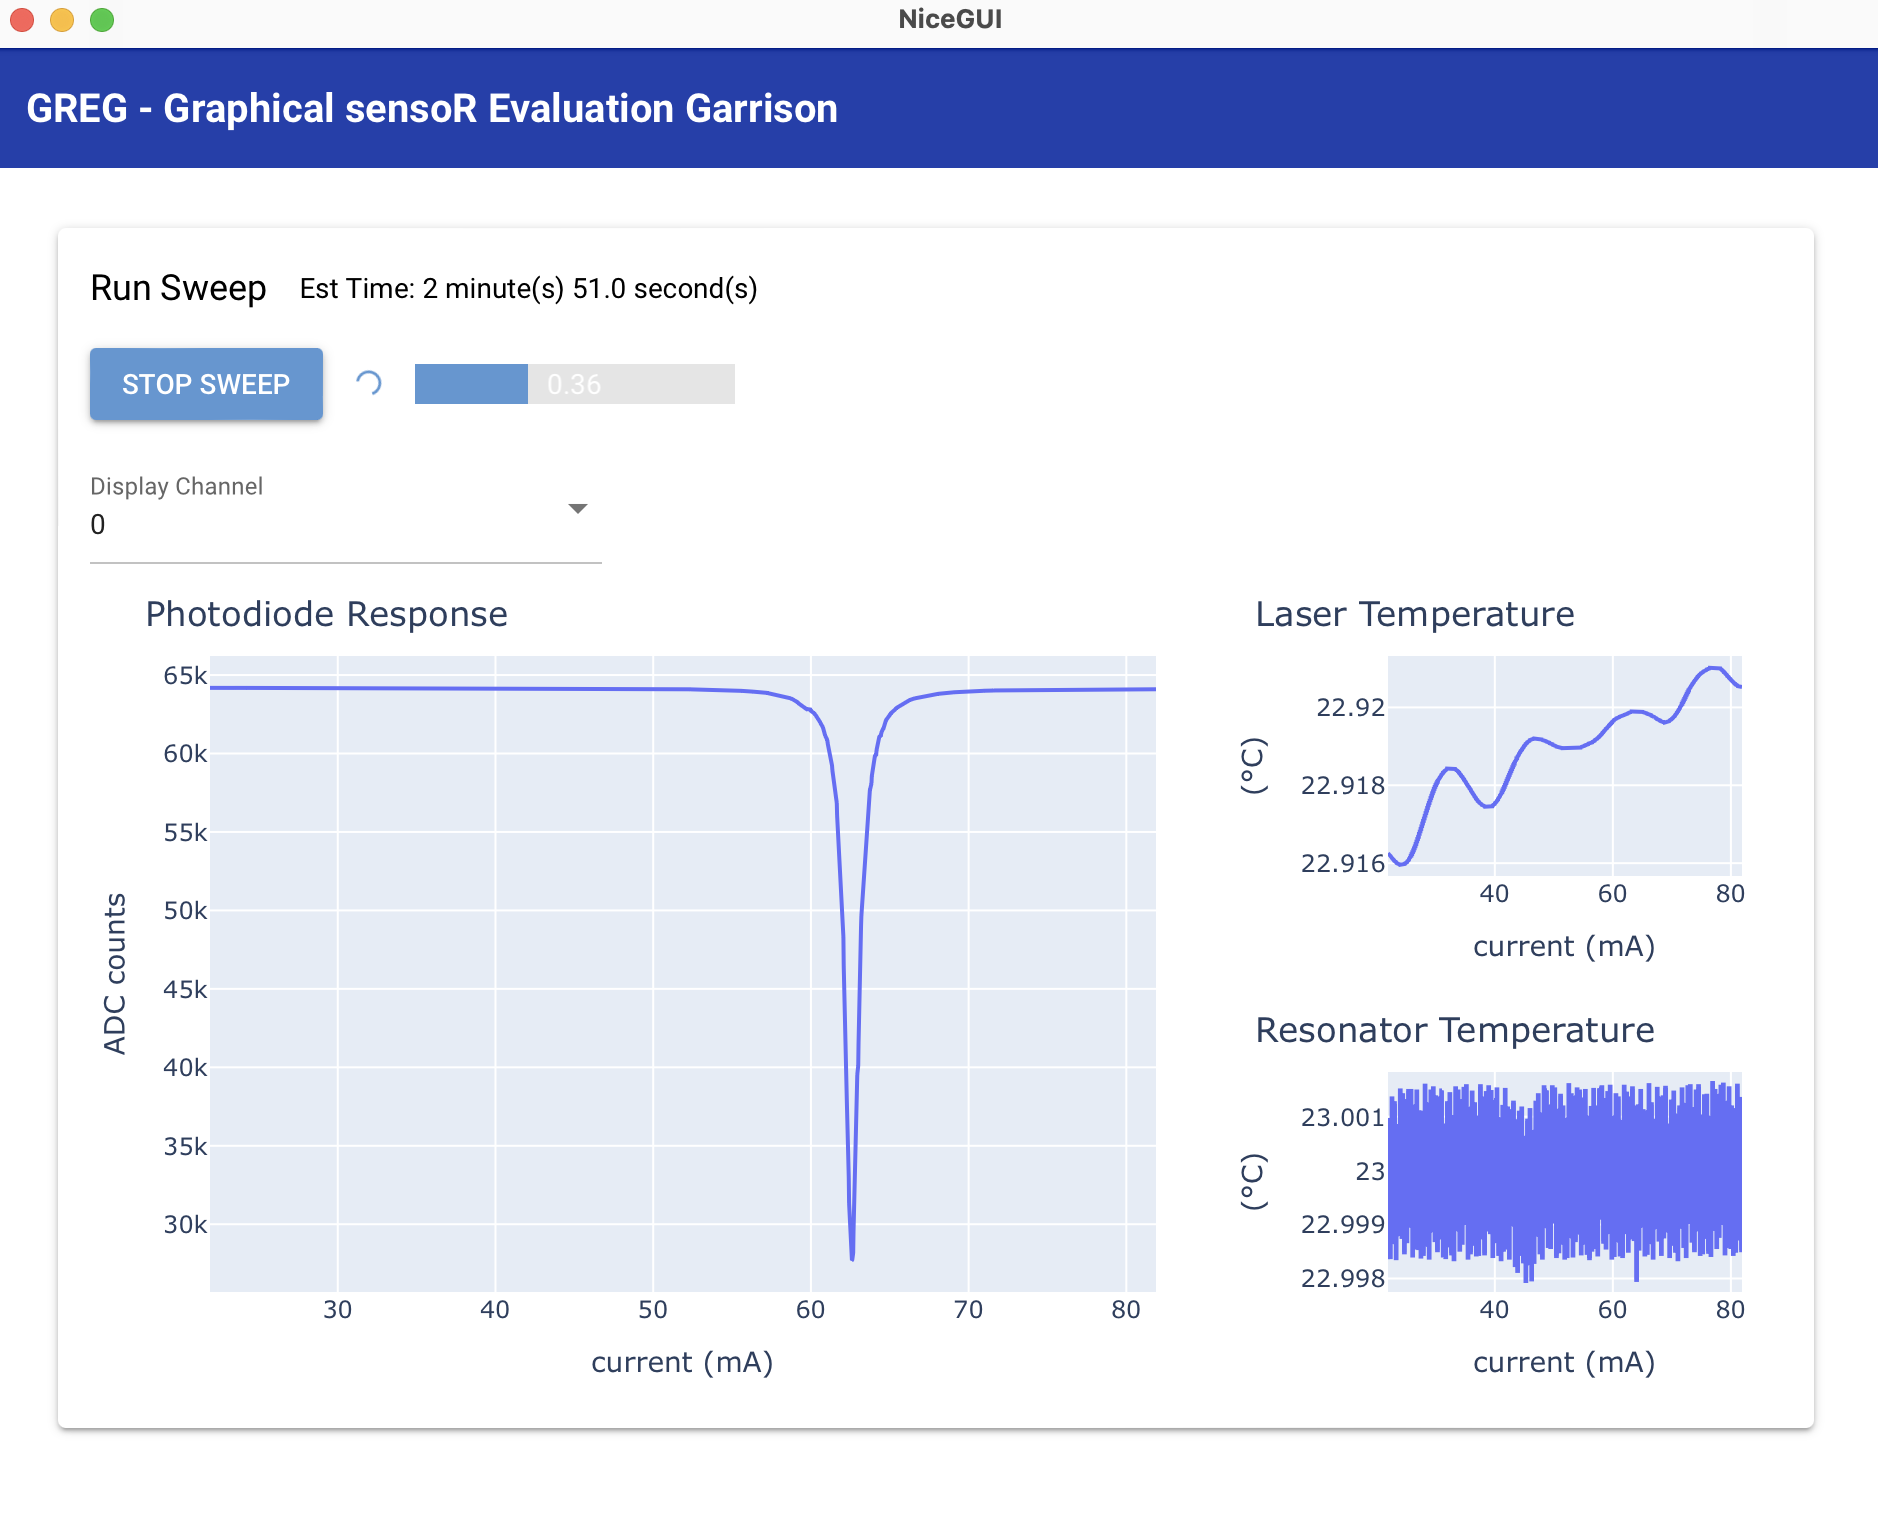 NiceGUI
GREG - Graphical sensoR Evaluation Garrison
Run Sweep
Est Time: 2 minute(s) 51.0 second(s)
STOP SWEEP
0.36
Display Channel
0
Photodiode Response
65k
60k
55k
50k
45k
40k
35k
30k
ADC counts
30 40 50 60 70 80
current (mA)
Laser Temperature
22.92
22.918
22.916
(°C)
40 60 80
current (mA)
Resonator Temperature
23.001
23
22.999
22.998
(°C)
40 60 80
current (mA)